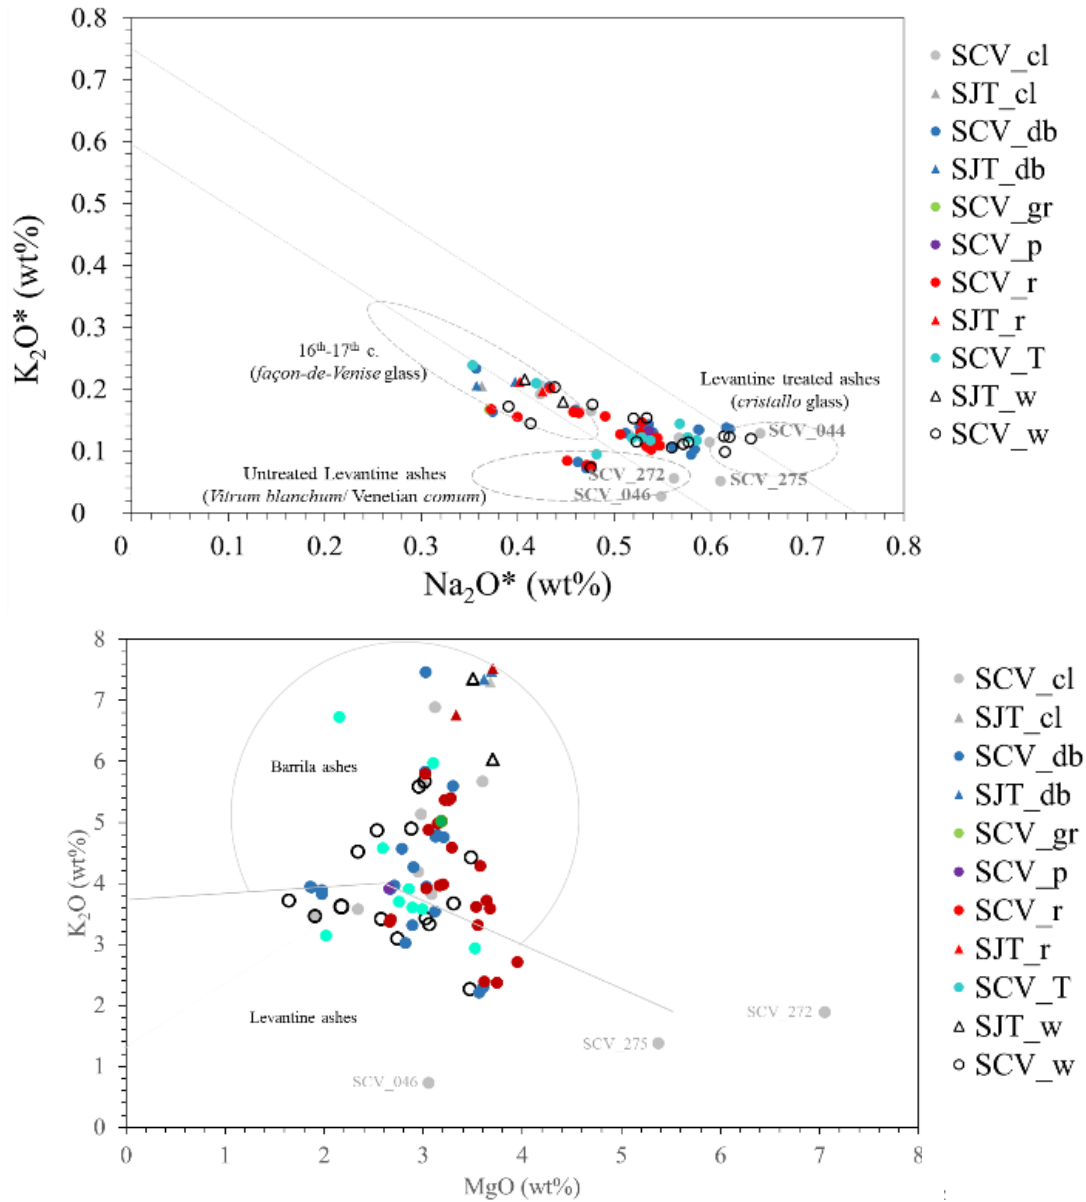 0.8
0.7
0.6
0.5
0.4
0.3
0.2
0.1
0
K₂O* (wt%)
16th-17th c.
(façon-de-Venise glass)
Levantine treated ashes
(cristallo glass)
SCV_044
Untreated Levantine ashes
(Vitrum blanchum/ Venetian comum)
SCV_272
SCV_046
SCV_275
0 0.1 0.2 0.3 0.4 0.5 0.6 0.7 0.8
Na₂O* (wt%)
SCV_cl
SJT_cl
SCV_db
SJT_db
SCV_gr
SCV_p
SCV_r
SJT_r
SCV_T
SJT_w
SCV_w
8
7
6
5
4
3
2
1
0
K₂O (wt%)
Barrila ashes
Levantine ashes
SCV_272
SCV_275
SCV_046
0 1 2 3 4 5 6 7 8
MgO (wt%)
SCV_cl
SJT_cl
SCV_db
SJT_db
SCV_gr
SCV_p
SCV_r
SJT_r
SCV_T
SJT_w
SCV_w